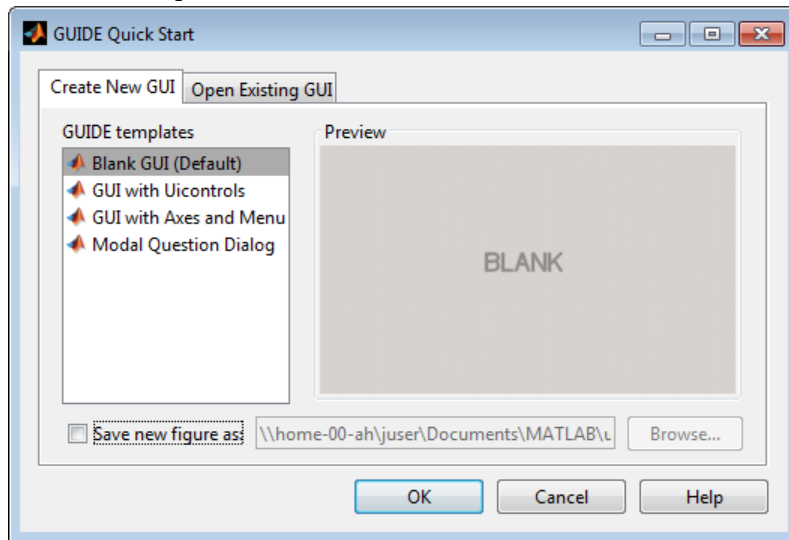 GUIDE Quick Start
Create New GUI
Open Existing GUI
GUIDE templates
Preview
Blank GUI (Default)
GUI with Uicontrols
GUI with Axes and Menu
Modal Question Dialog
BLANK
Save new figure as:
\\home-00-ah\juser\Documents\MATLAB\u
Browse...
OK
Cancel
Help